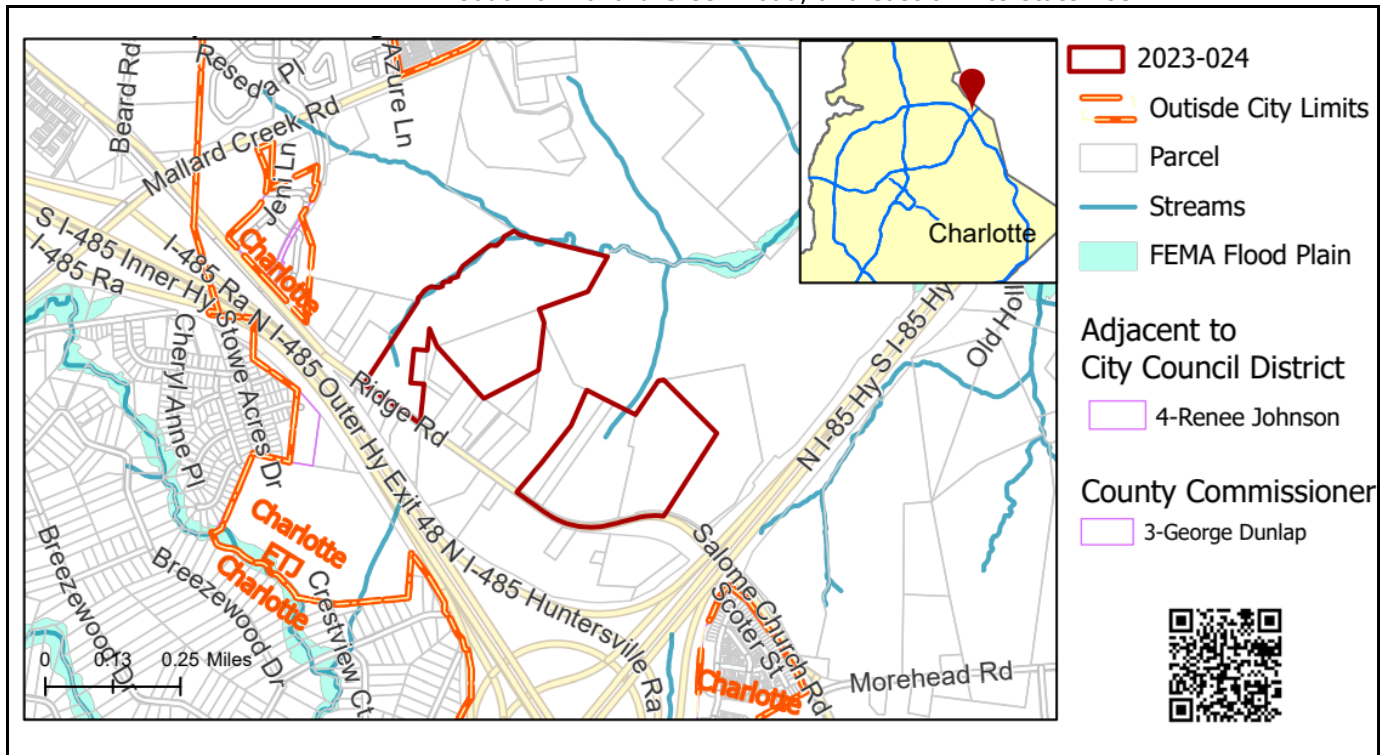 Beard Rd
Reseda Pl
Azure Ln
Mallard Creek Rd
Jeni Ln
Charlotte
S I-485 Inner Hy
I-485 Ra
I-485 Ra
N I-485 Outer Hy Exit 48
N I-485 Huntersville Ra
Stowe Acres Dr
Cheryl Anne Pl
Ridge Rd
Charlotte
ETJ
Charlotte
Breezewood Dr
Breezewood Dr
Crestview Ct
N I-85 Hy
S I-85 Hy
Salome Church Rd
Scoter St
Charlotte
Morehead Rd
0 0.13 0.25 Miles
Charlotte
2023-024
Outisde City Limits
Parcel
Streams
FEMA Flood Plain
Adjacent to
City Council District
4-Renee Johnson
County Commissioner
3-George Dunlap